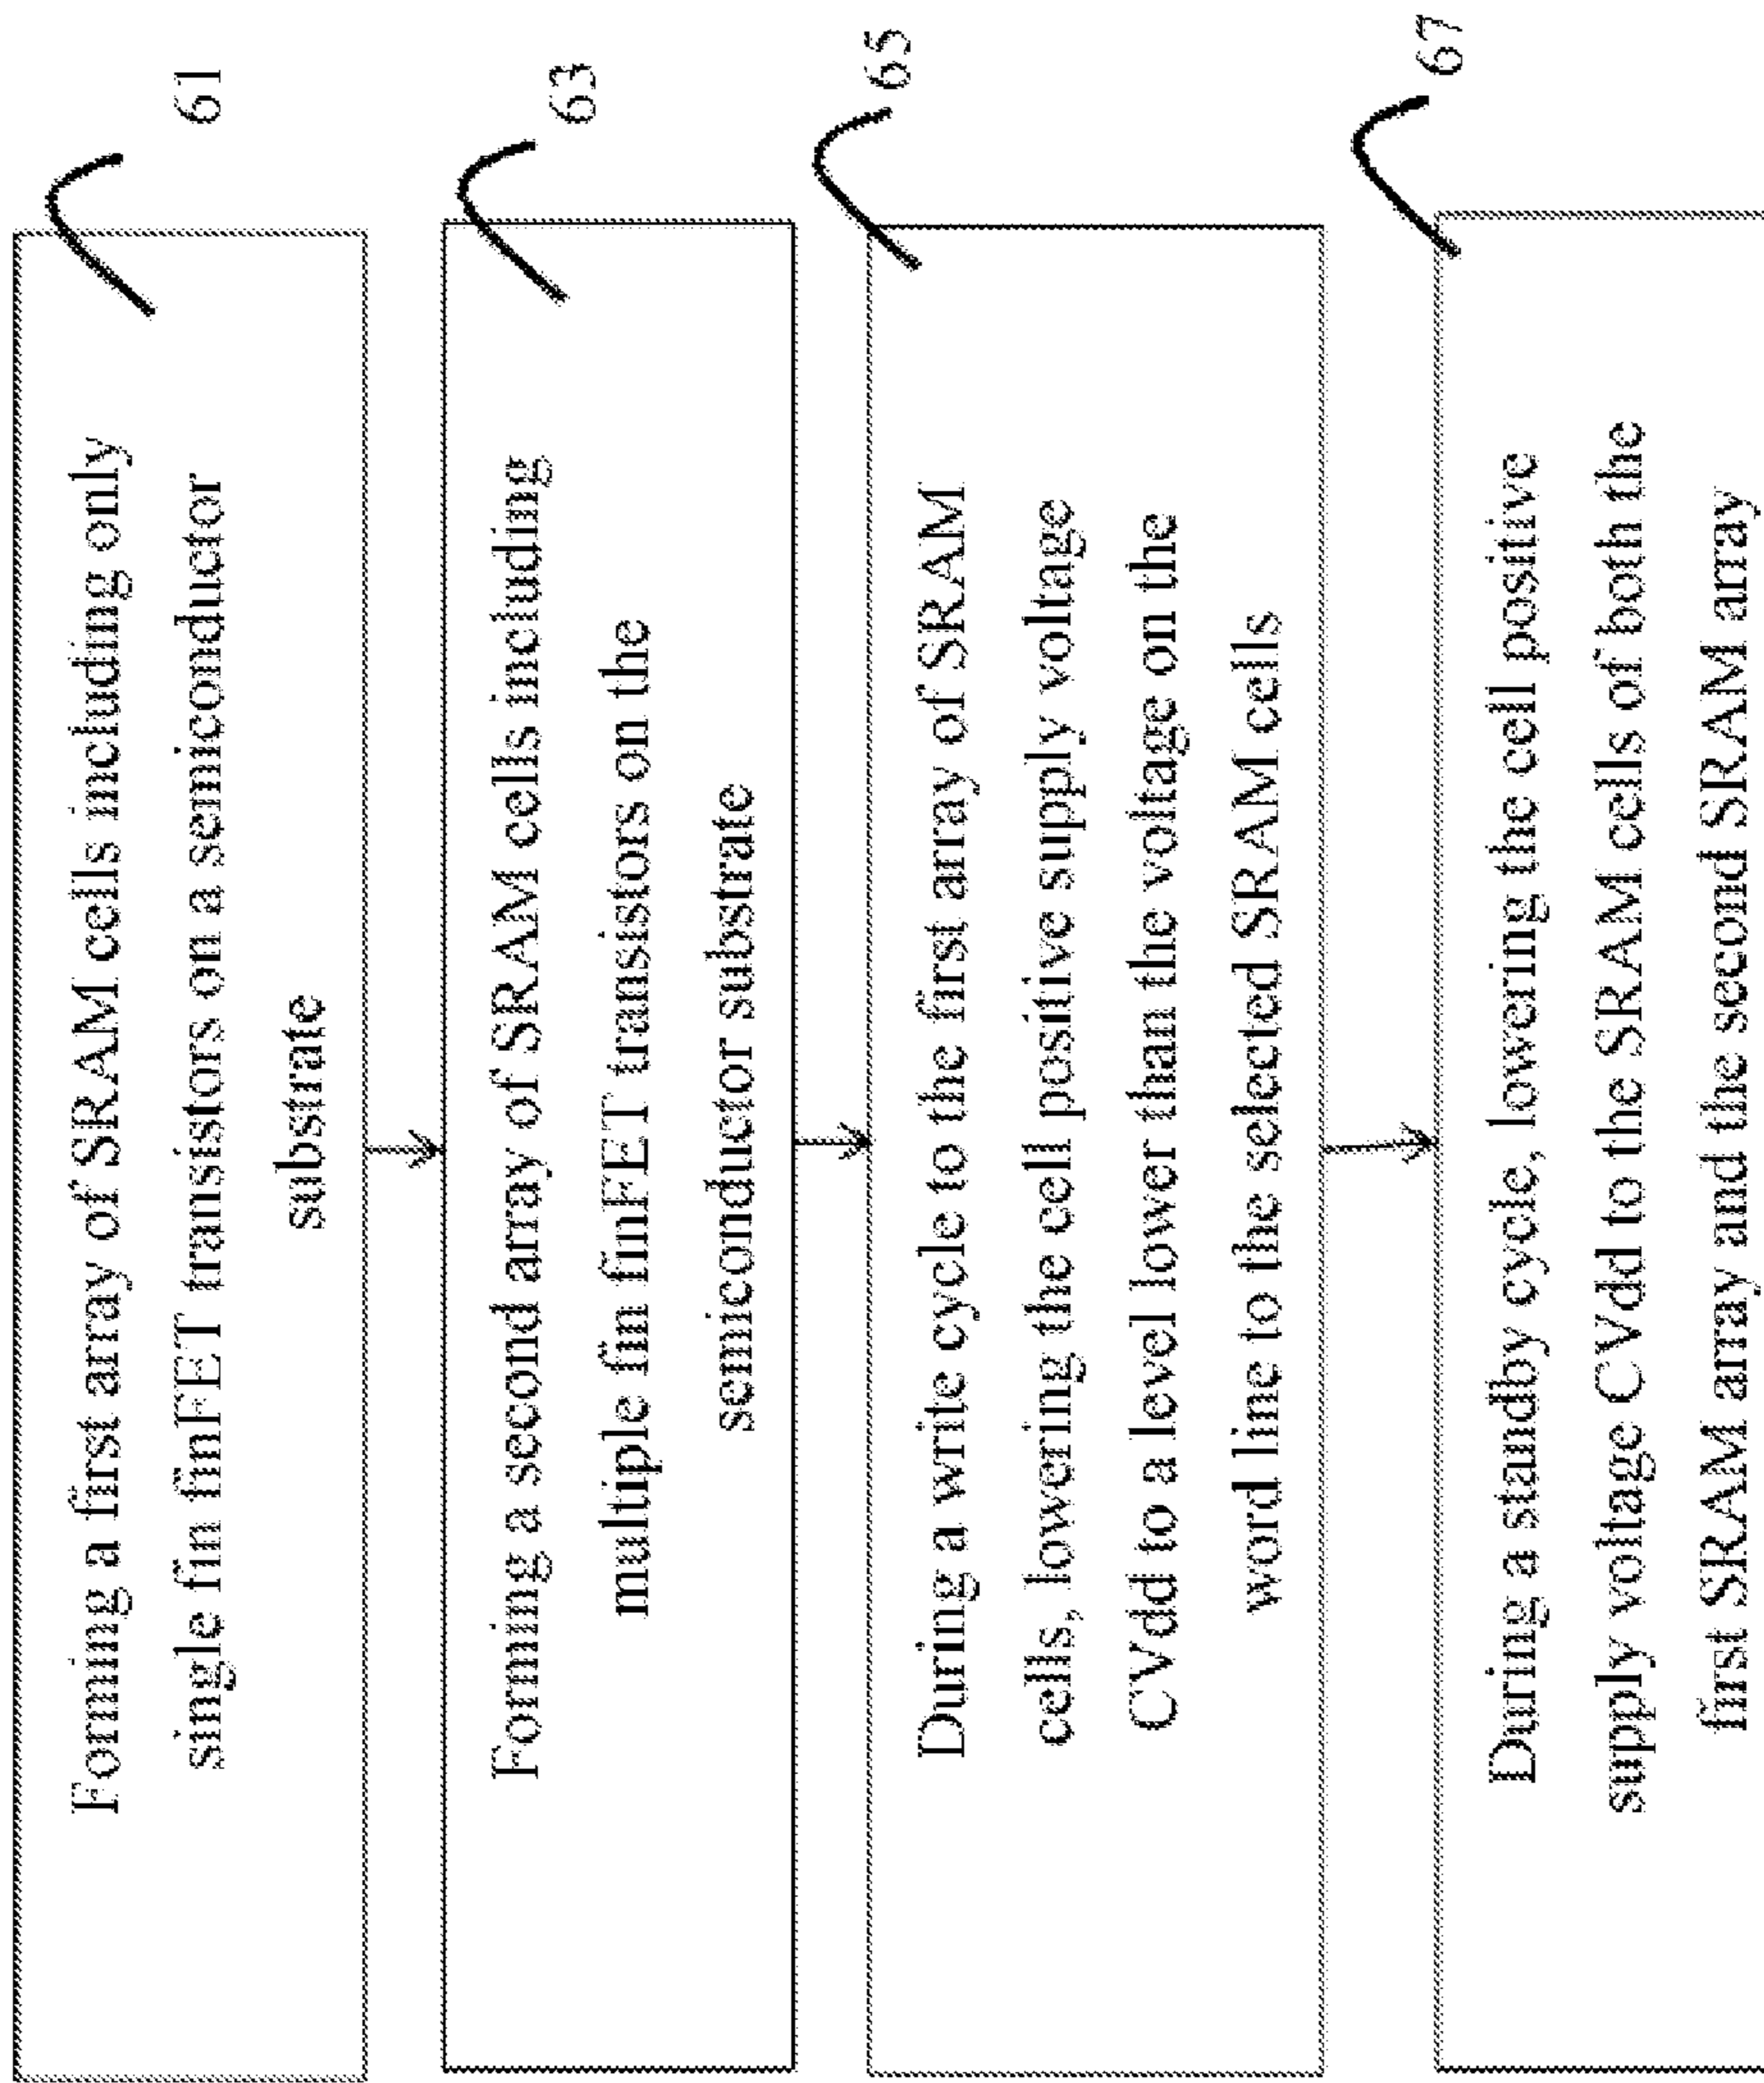 Forming a first array of SRAM cells including only
single fin finFET transistors on a semiconductor
substrate
61
Forming a second array of SRAM cells including
multiple fin finFET transistors on the
semiconductor substrate
63
During a write cycle to the first array of SRAM
cells, lowering the cell positive supply voltage
CVdd to a level lower than the voltage on the
word line to the selected SRAM cells
65
During a standby cycle, lowering the cell positive
supply voltage CVdd to the SRAM cells of both the
first SRAM array and the second SRAM array
67